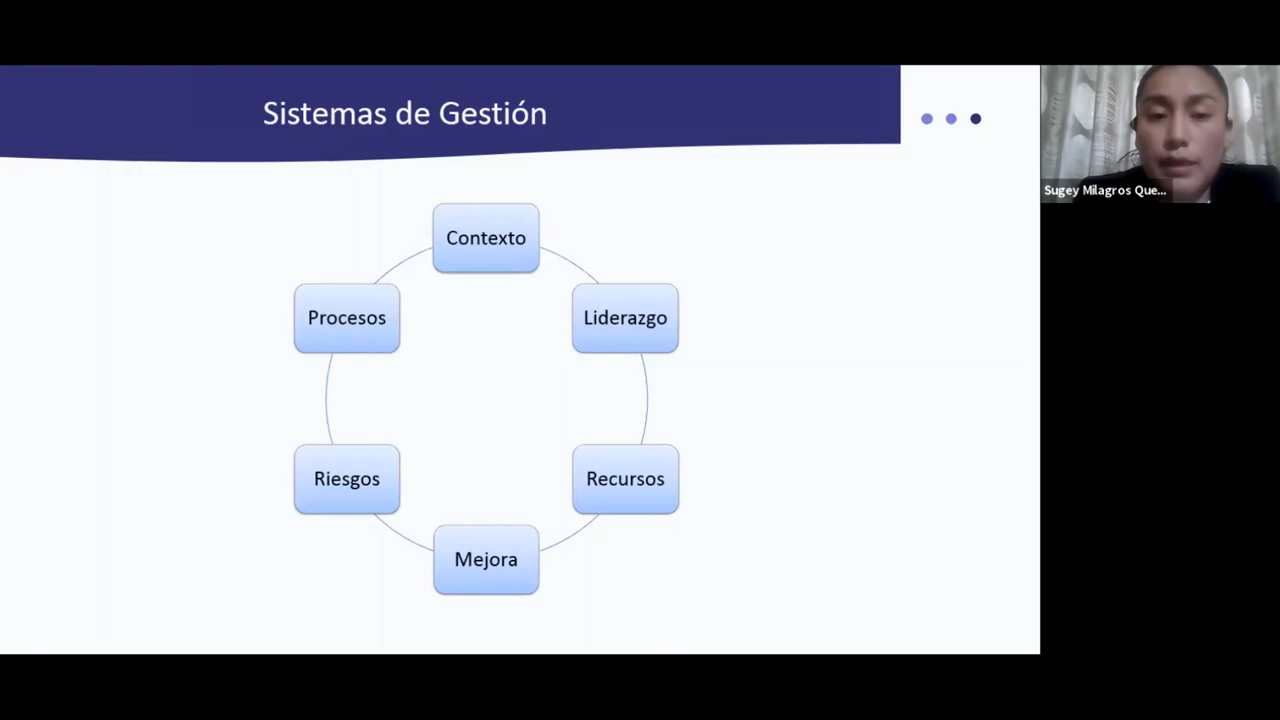 Sistemas de Gestión
Sugey Milagros Que...
Contexto
Procesos
Liderazgo
Riesgos
Recursos
Mejora